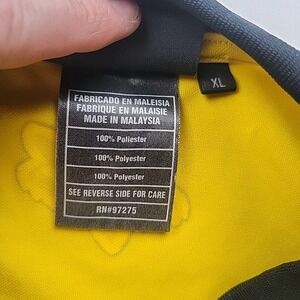 XL
FABRICADO EN MALEISIA
FABRIQUE EN MALAISIE
MADE IN MALAYSIA
100% Poliester
100% Polyester
100% Polyester
SEE REVERSE SIDE FOR CARE
RN#97275